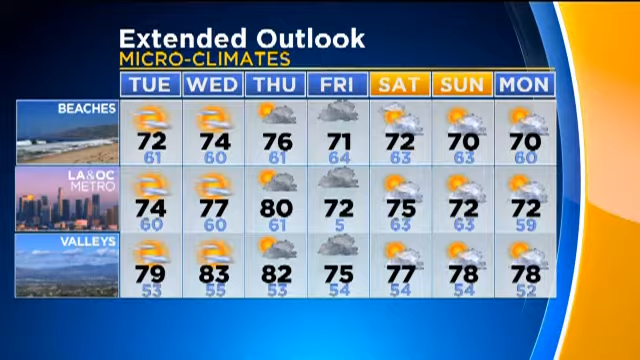 Extended Outlook
MICRO-CLIMATES
TUE WED THU FRI SAT SUN MON
BEACHES
72 74 76 71 72 70 70
61 60 61 64 63 63 60
LA&OC
METRO
74 77 80 72 75 72 72
60 60 61 5 63 63 59
VALLEYS
79 83 82 75 77 78 78
53 55 53 54 54 54 52